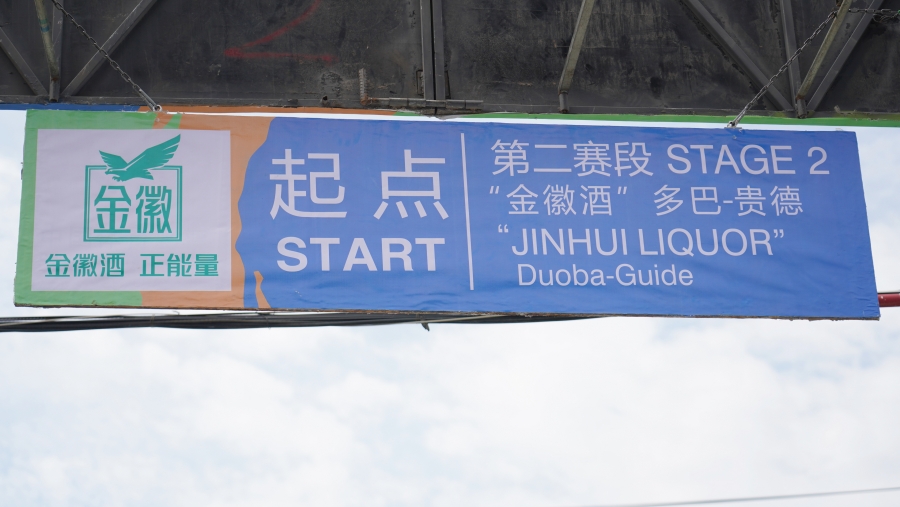 金徽
金徽酒 正能量
起点
START
第二赛段 STAGE 2
“金徽酒” 多巴-贵德
“JINHUI LIQUOR”
Duoba-Guide